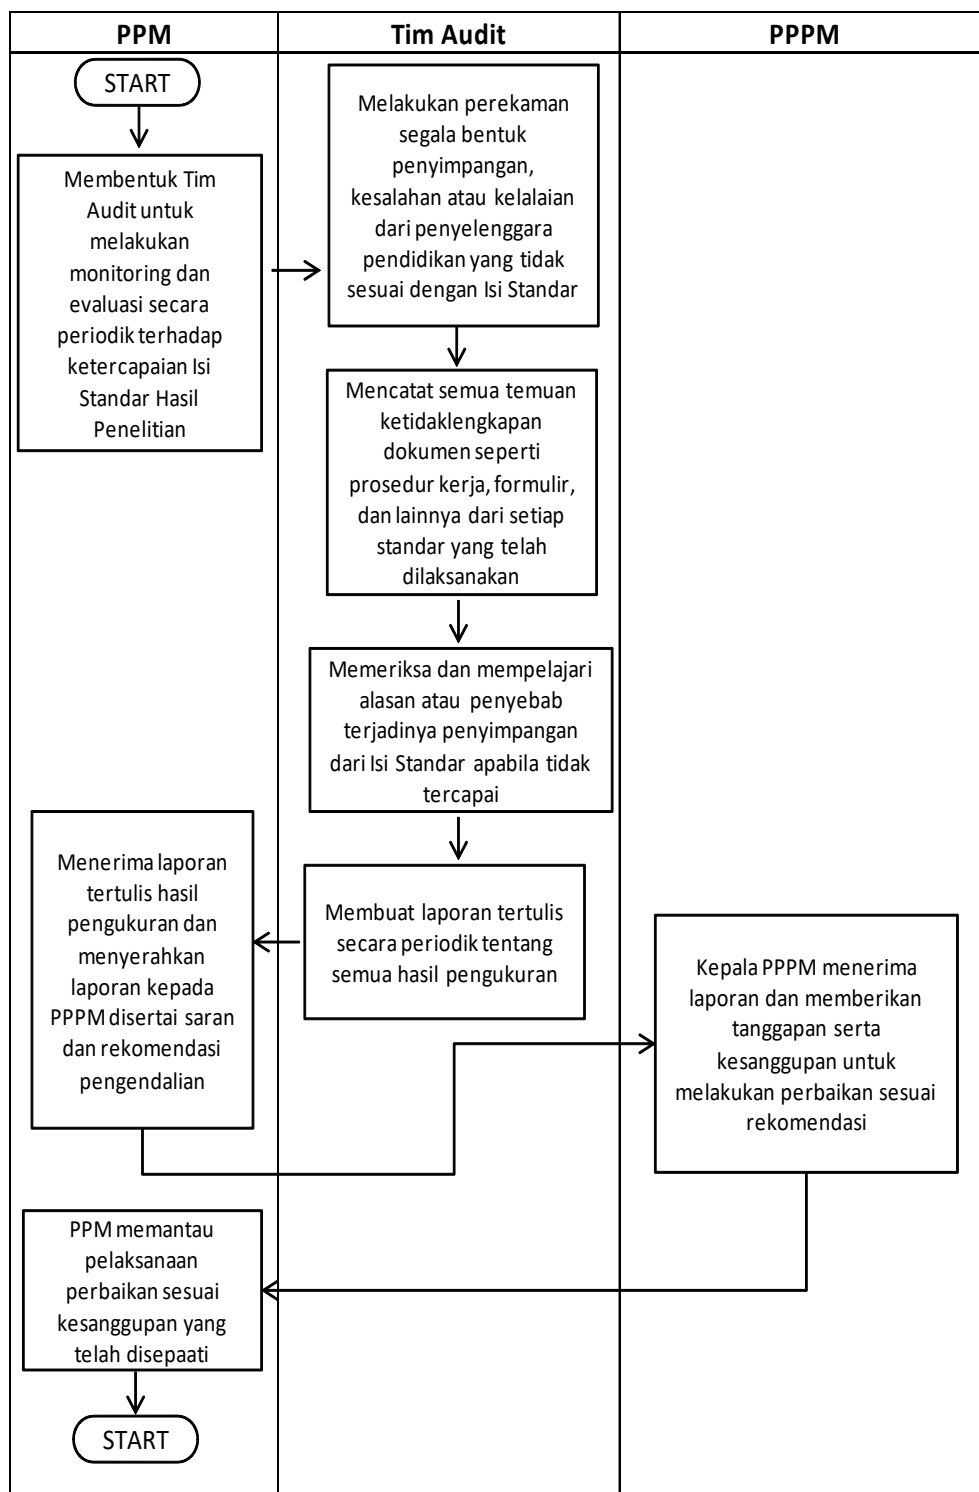 PPM
Tim Audit
PPPM
START
Membentuk Tim
Audit untuk
melakukan
monitoring dan
evaluasi secara
periodik terhadap
ketercapaian Isi
Standar Hasil
Penelitian
Melakukan perekaman
segala bentuk
penyimpangan,
kesalahan atau kelalaian
dari penyelenggara
pendidikan yang tidak
sesuai dengan Isi Standar
Mencatat semua temuan
ketidaklengkapan
dokumen seperti
prosedur kerja, formulir,
dan lainnya dari setiap
standar yang telah
dilaksanakan
Memeriksa dan mempelajari
alasan atau penyebab
terjadinya penyimpangan
dari Isi Standar apabila tidak
tercapai
Membuat laporan tertulis
secara periodik tentang
semua hasil pengukuran
Menerima laporan
tertulis hasil
pengukuran dan
menyerahkan
laporan kepada
PPPM disertai saran
dan rekomendasi
pengendalian
Kepala PPPM menerima
laporan dan memberikan
tanggapan serta
kesanggupan untuk
melakukan perbaikan sesuai
rekomendasi
PPM memantau
pelaksanaan
perbaikan sesuai
kesanggupan yang
telah disepaati
START